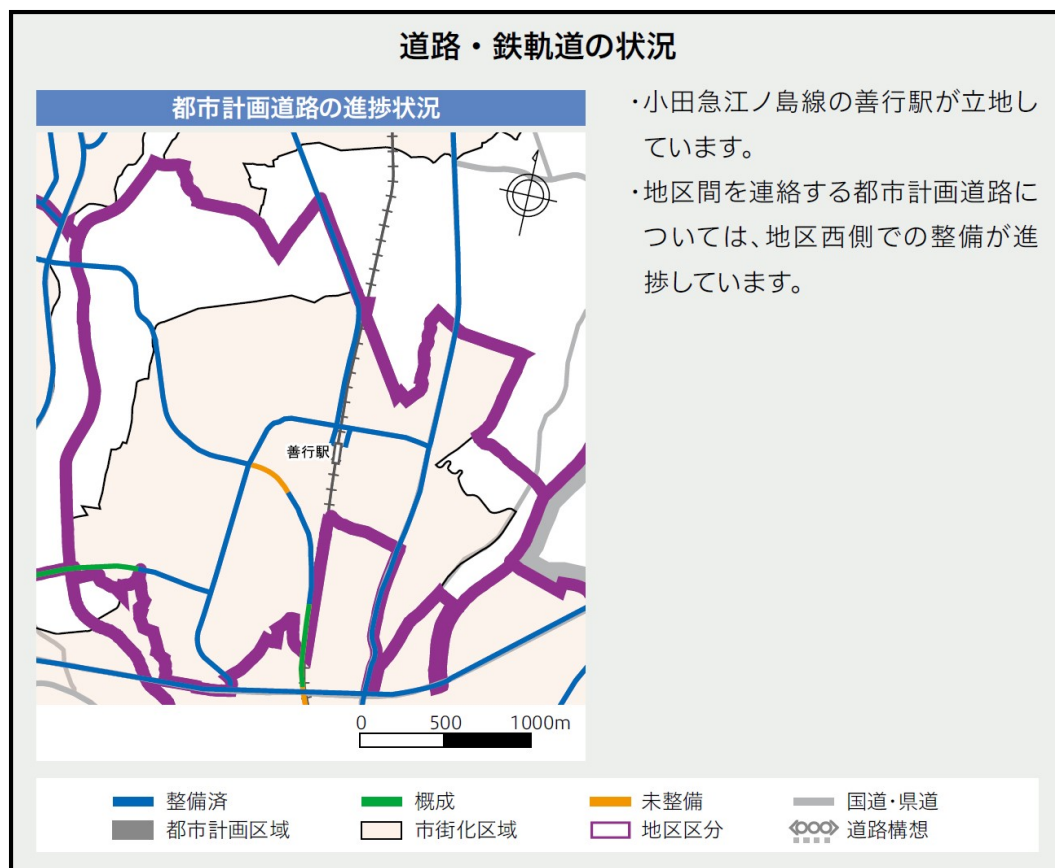 道路・鉄軌道の状況
都市計画道路の進捗状況
善行駅
0 500 1000m
・小田急江ノ島線の善行駅が立地し
ています。
・地区間を連絡する都市計画道路に
ついては、地区西側での整備が進
捗しています。
整備済 概成 未整備 国道・県道
都市計画区域 市街化区域 地区区分 道路構想